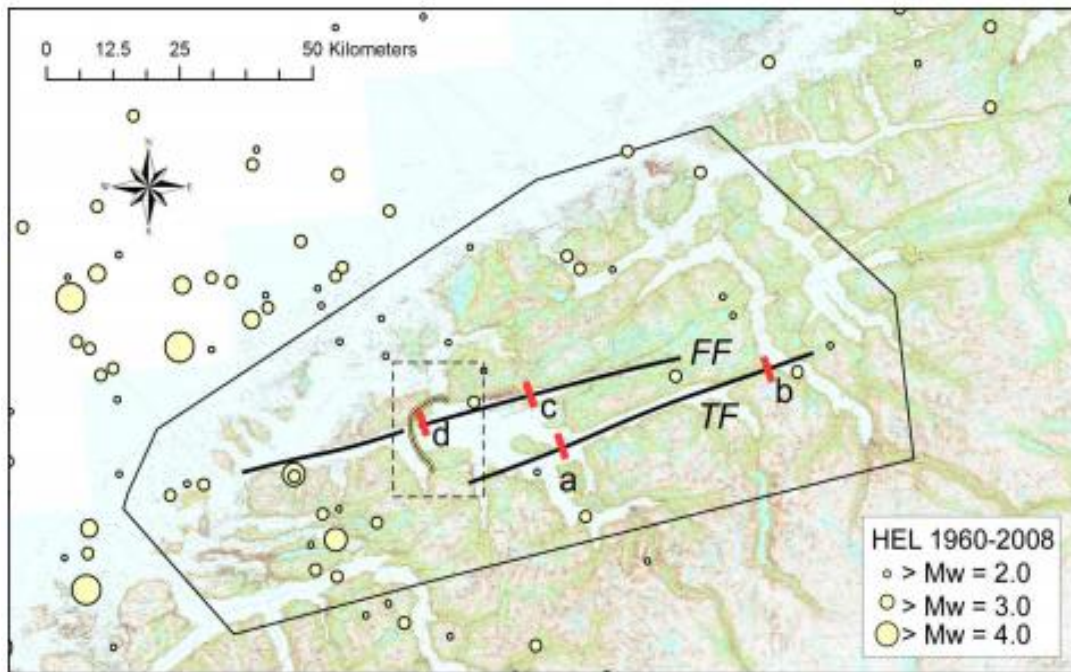 0 12.5 25 50 Kilometers
N
W E
S
FF
b
c
TF
d
a
HEL 1960-2008
> Mw = 2.0
> Mw = 3.0
> Mw = 4.0